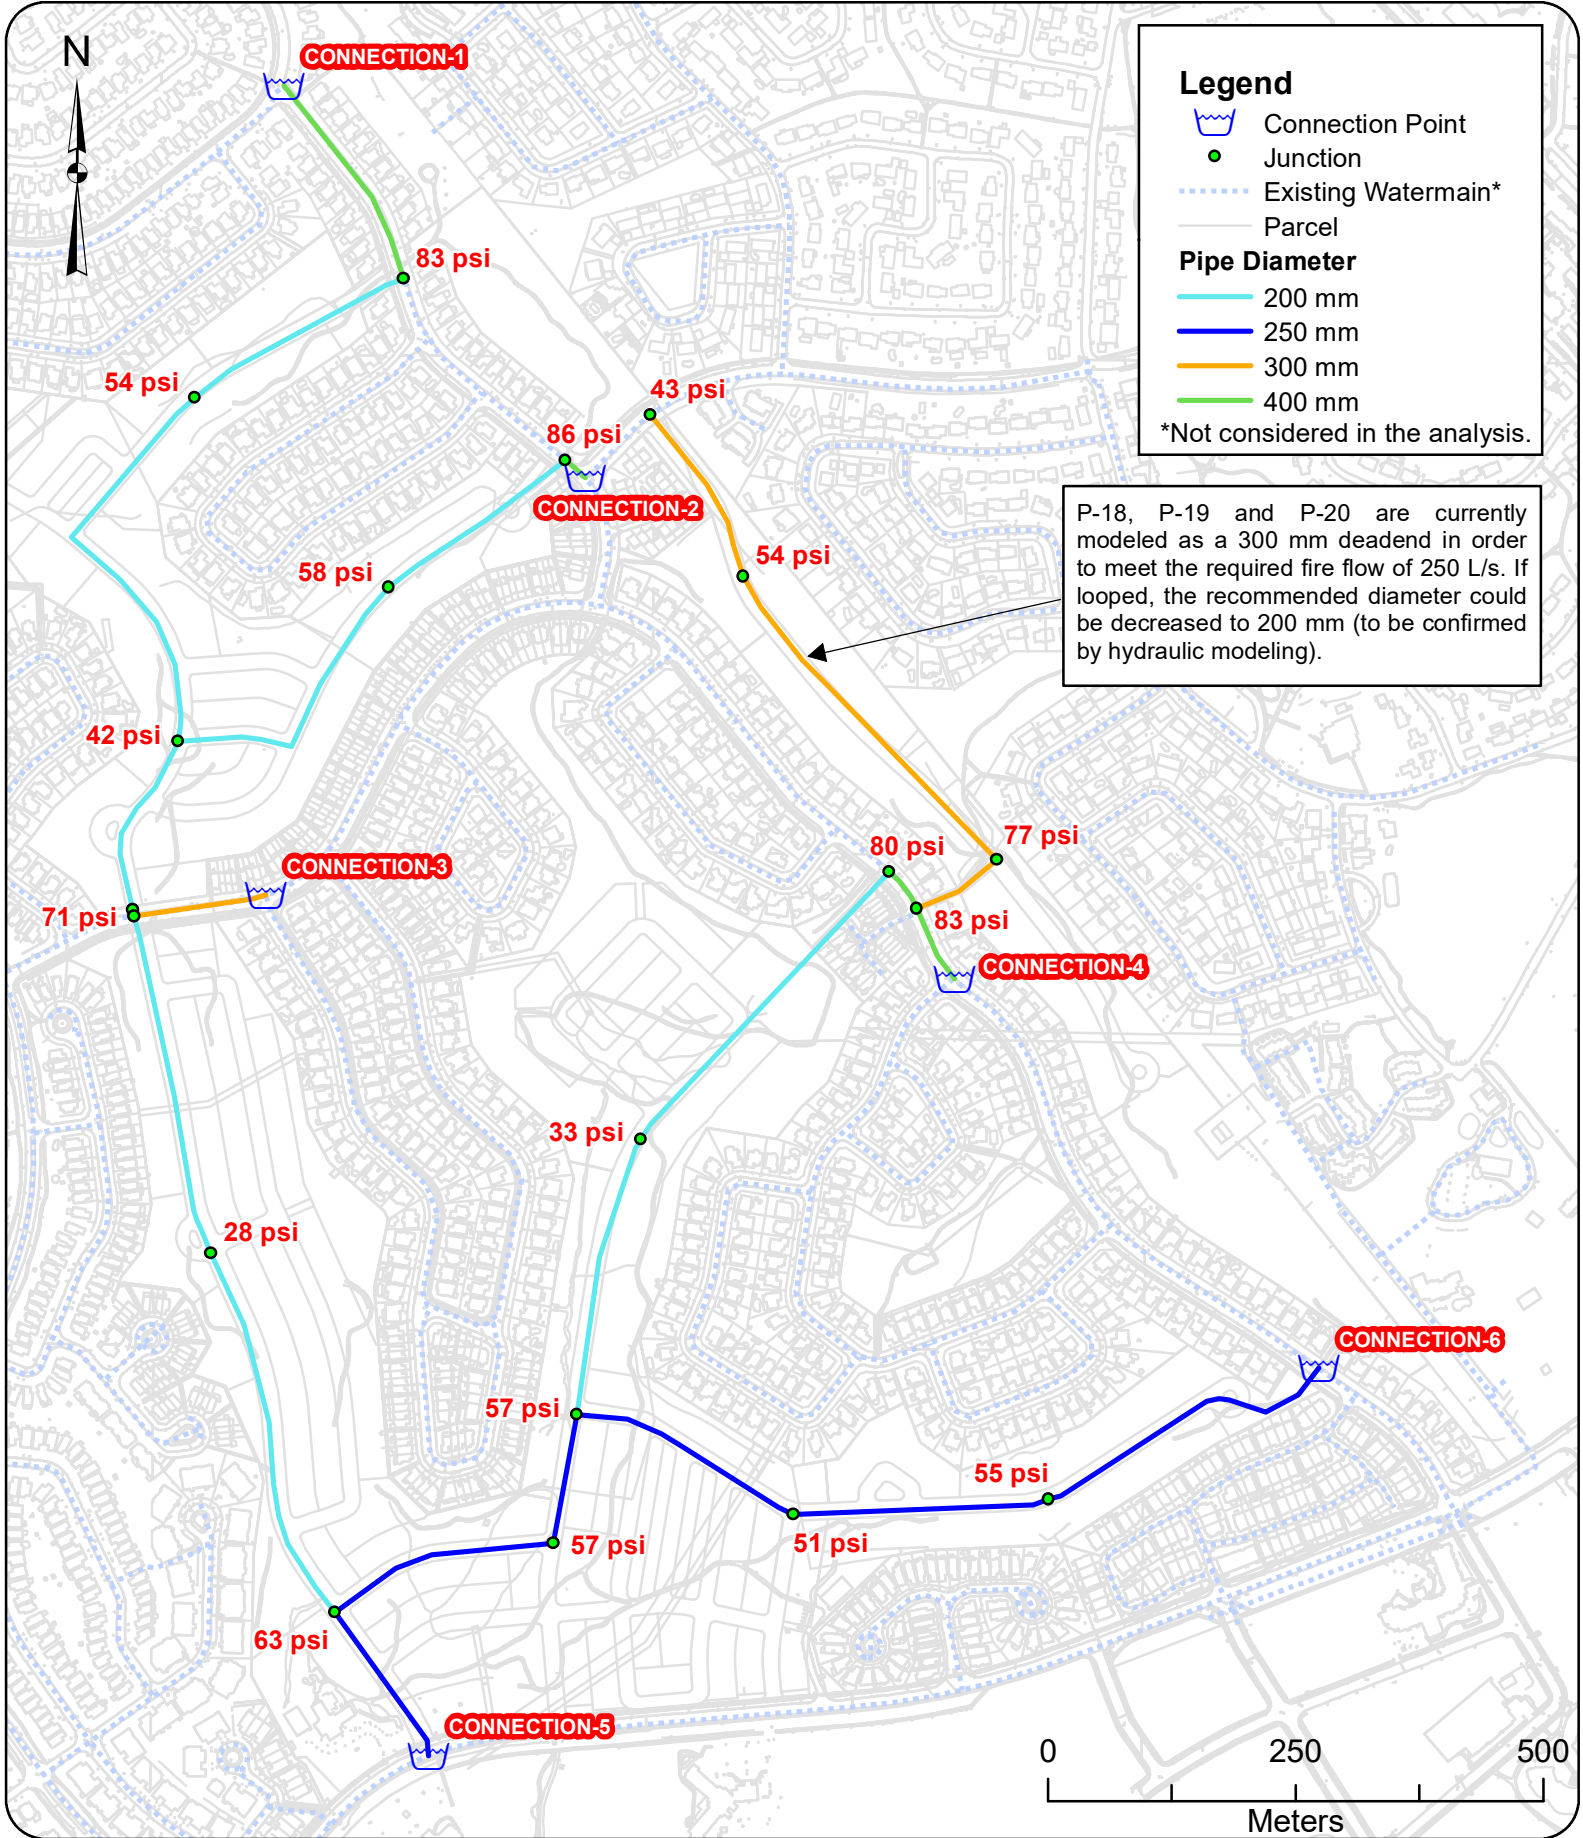 N
CONNECTION-1
Legend
Connection Point
Junction
Existing Watermain*
Parcel
Pipe Diameter
200 mm
250 mm
300 mm
400 mm
*Not considered in the analysis.
83 psi
54 psi
43 psi
86 psi
CONNECTION-2
P-18, P-19 and P-20 are currently
modeled as a 300 mm deadend in order
to meet the required fire flow of 250 L/s. If
looped, the recommended diameter could
be decreased to 200 mm (to be confirmed
by hydraulic modeling).
54 psi
58 psi
42 psi
77 psi
80 psi
CONNECTION-3
71 psi
83 psi
CONNECTION-4
33 psi
28 psi
CONNECTION-6
57 psi
55 psi
57 psi
51 psi
63 psi
CONNECTION-5
0 250 500
Meters